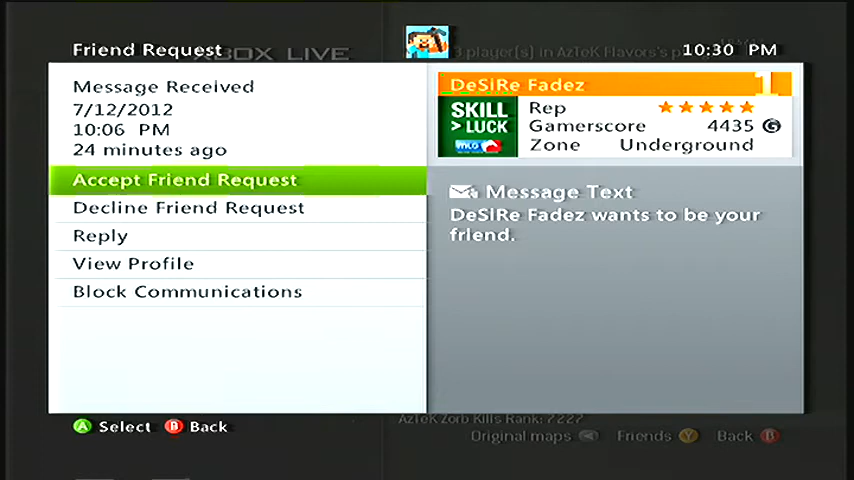 Friend Request
XBOX LIVE
3 player(s) in AzTeK Flavors's p
10:30 PM
Message Received
7/12/2012
10:06 PM
24 minutes ago
Accept Friend Request
Decline Friend Request
Reply
View Profile
Block Communications
DeSIRe Fadez
1
SKILL
> LUCK
MLG
Rep
Gamerscore 4435 G
Zone Underground
Message Text
DeSIRe Fadez wants to be your
friend.
A Select B Back
AzTeK Zorb Kills Rank: 7227
Original maps Friends Y Back B